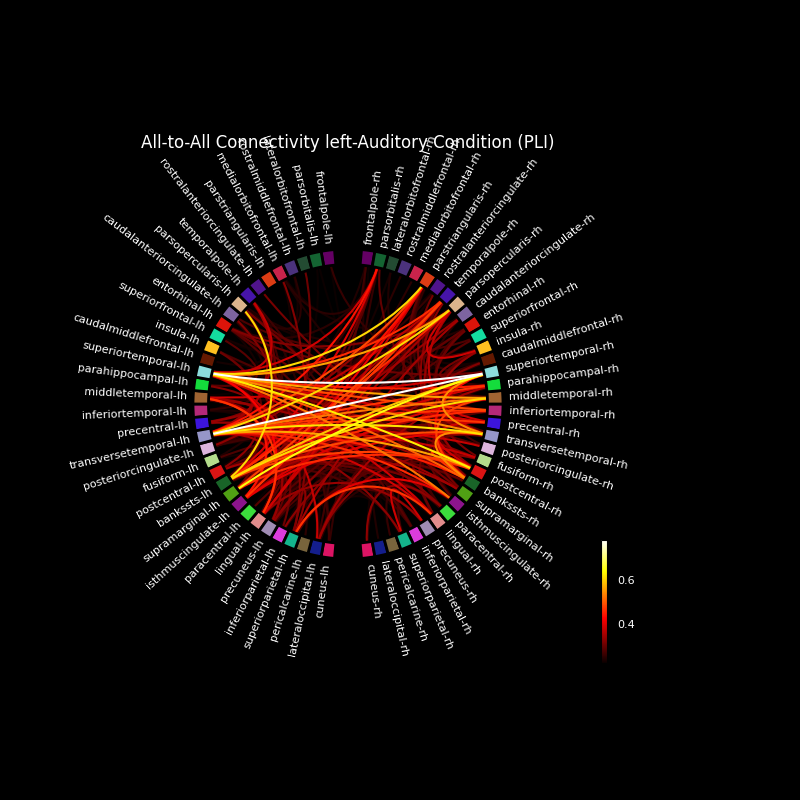 All-to-All Connectivity left-Auditory Condition (PLI)
frontalpole-lh
parsorbitalis-lh
lateralorbitofrontal-lh
rostralmiddlefrontal-lh
medialorbitofrontal-lh
parstriangularis-lh
rostralanteriorcingulate-lh
temporalpole-lh
parsopercularis-lh
caudalanteriorcingulate-lh
entorhinal-lh
superiorfrontal-lh
insula-lh
caudalmiddlefrontal-lh
superiortemporal-lh
parahippocampal-lh
middletemporal-lh
inferiortemporal-lh
precentral-lh
transversetemporal-lh
posteriorcingulate-lh
fusiform-lh
postcentral-lh
bankssts-lh
supramarginal-lh
isthmuscingulate-lh
paracentral-lh
lingual-lh
precuneus-lh
inferiorparietal-lh
superiorparietal-lh
pericalcarine-lh
lateraloccipital-lh
cuneus-lh
frontalpole-rh
parsorbitalis-rh
lateralorbitofrontal-rh
rostralmiddlefrontal-rh
medialorbitofrontal-rh
parstriangularis-rh
rostralanteriorcingulate-rh
temporalpole-rh
parsopercularis-rh
caudalanteriorcingulate-rh
entorhinal-rh
superiorfrontal-rh
insula-rh
caudalmiddlefrontal-rh
superiortemporal-rh
parahippocampal-rh
middletemporal-rh
inferiortemporal-rh
precentral-rh
transversetemporal-rh
posteriorcingulate-rh
fusiform-rh
postcentral-rh
bankssts-rh
supramarginal-rh
isthmuscingulate-rh
paracentral-rh
lingual-rh
precuneus-rh
inferiorparietal-rh
superiorparietal-rh
pericalcarine-rh
lateraloccipital-rh
cuneus-rh
0.6
0.4